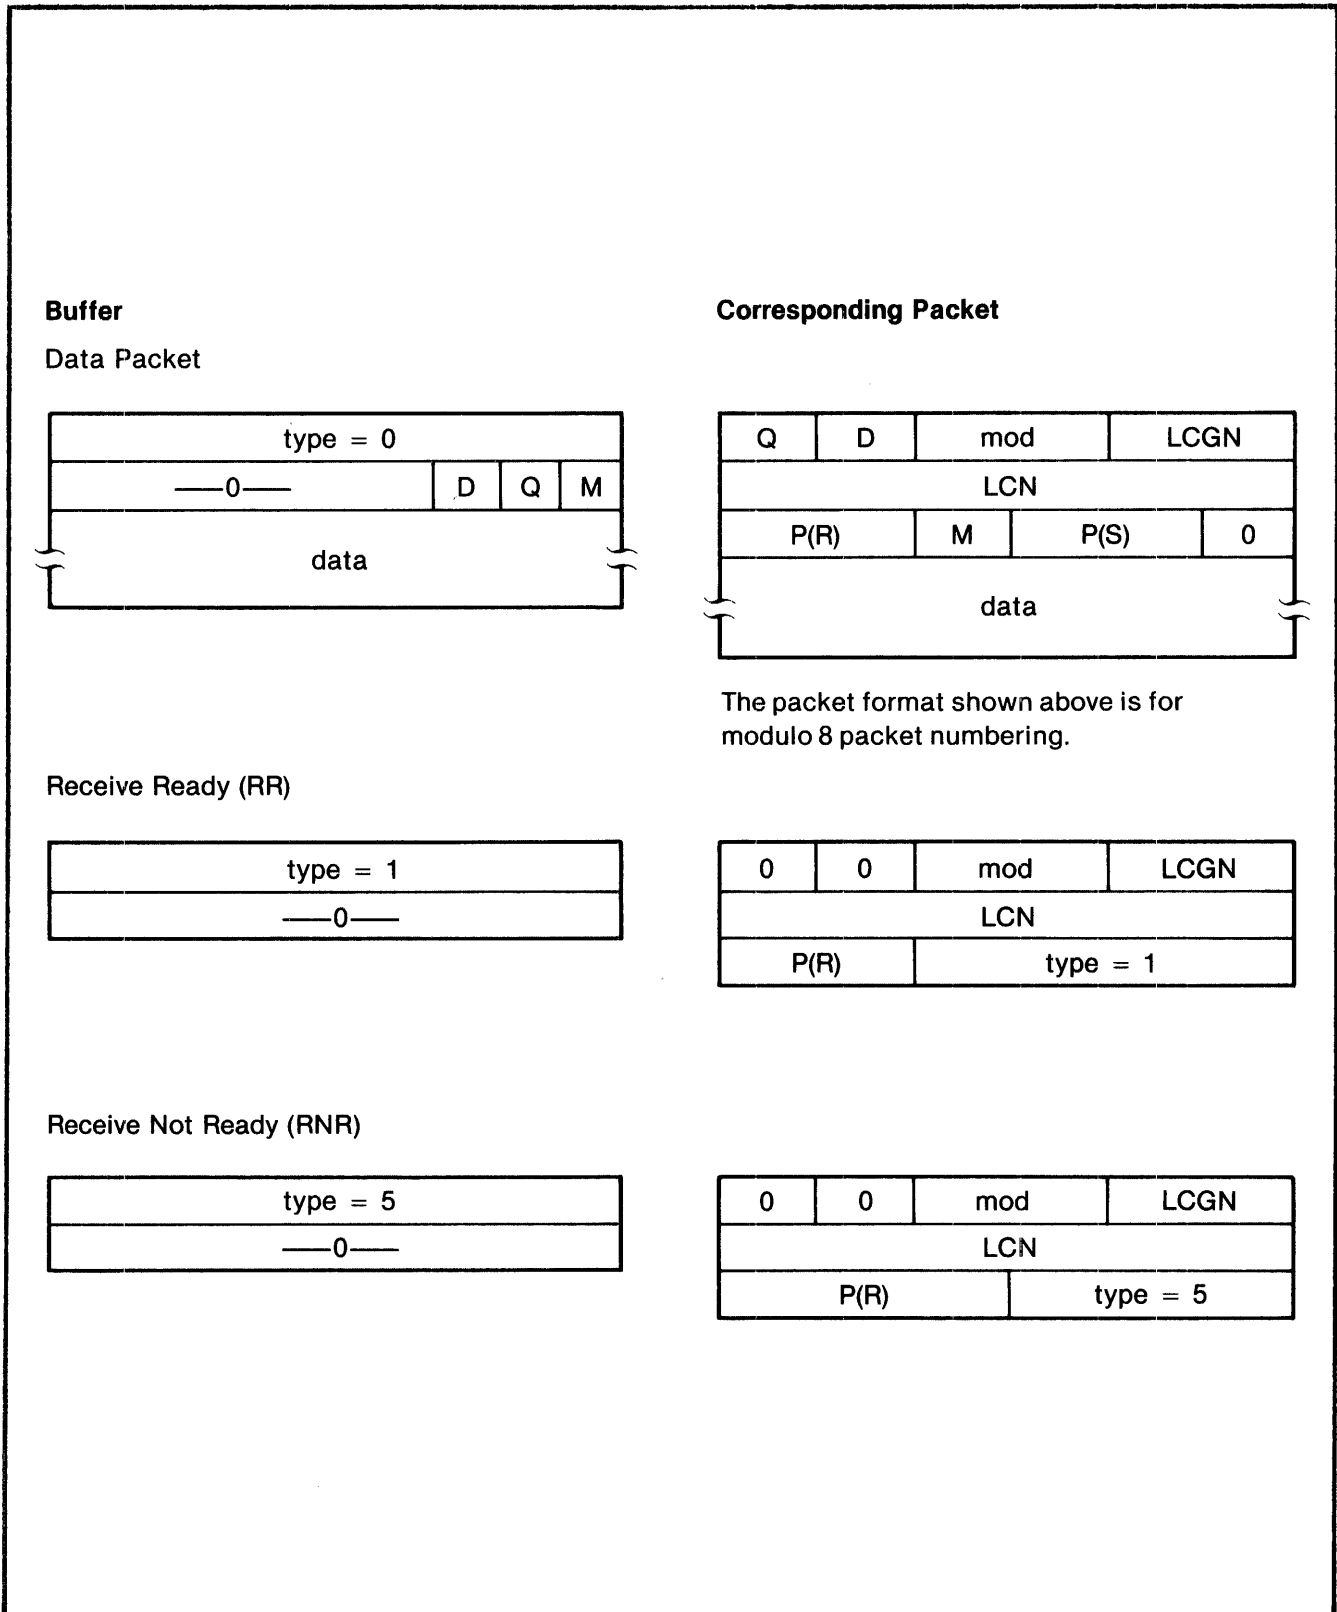 Buffer
Corresponding Packet
Data Packet
type = 0
——0—— D Q M
data
Q D mod LCGN
LCN
P(R) M P(S) 0
data
The packet format shown above is for
modulo 8 packet numbering.
Receive Ready (RR)
type = 1
——0——
0 0 mod LCGN
LCN
P(R) type = 1
Receive Not Ready (RNR)
type = 5
——0——
0 0 mod LCGN
LCN
P(R) type = 5